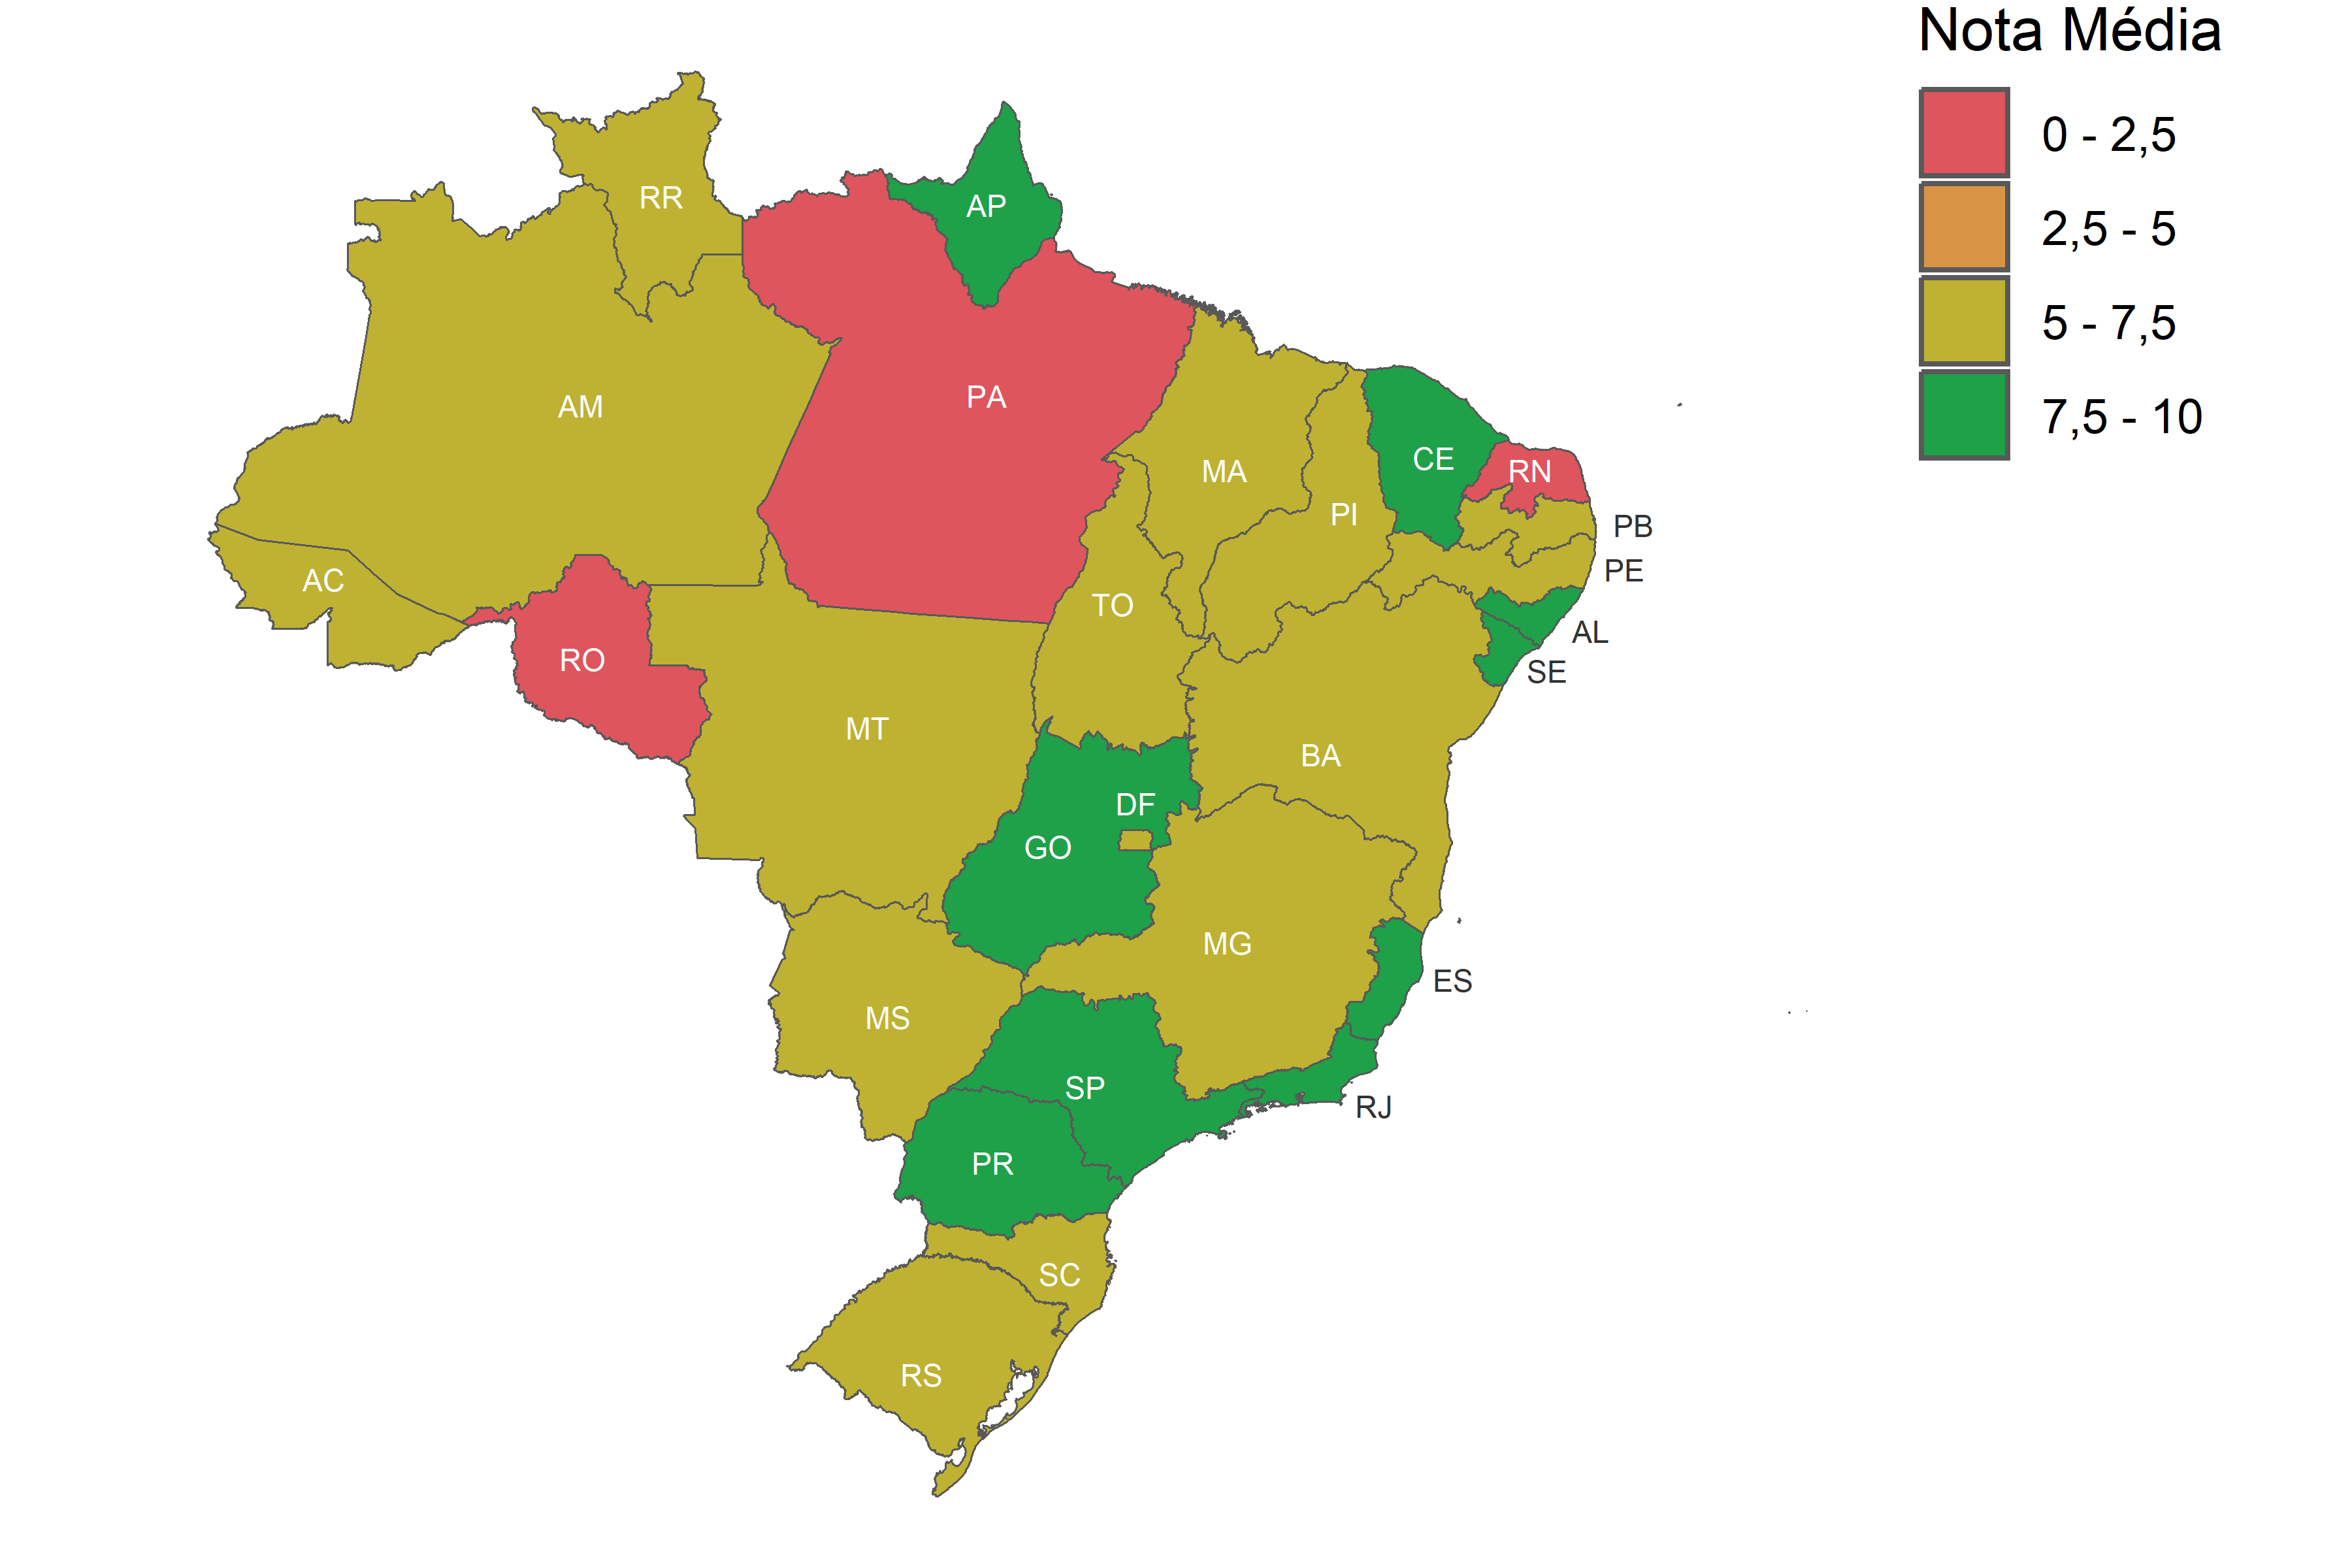 Nota Média
0 - 2,5
2,5 - 5
5 - 7,5
7,5 - 10
RR
AP
AM
PA
MA
CE
RN
PI
PB
PE
AC
TO
AL
RO
SE
MT
BA
DF
GO
MG
ES
MS
SP
RJ
PR
SC
RS